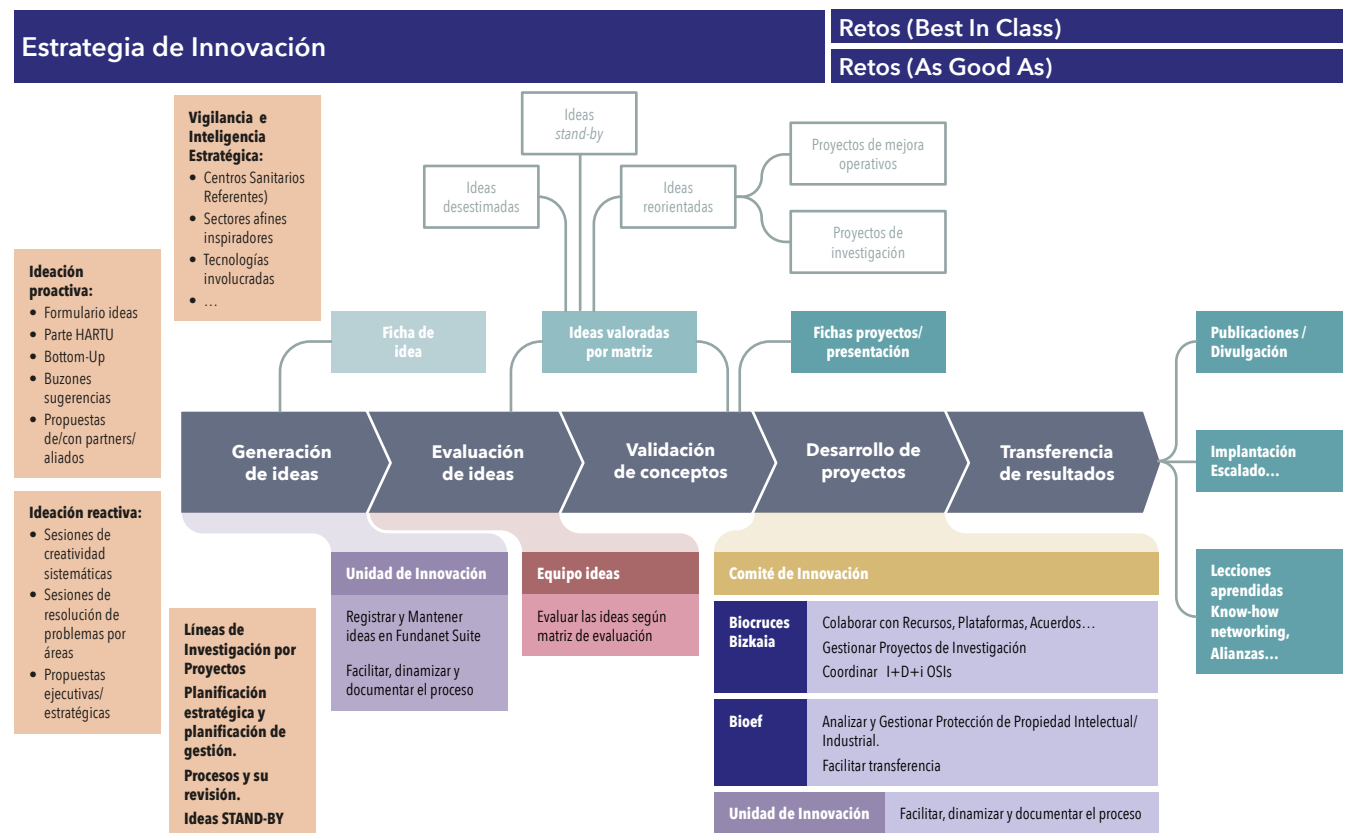 Estrategia de Innovación
Retos (Best In Class)
Retos (As Good As)
Vigilancia e
Inteligencia
Estratégica:
• Centros Sanitarios
Referentes)
• Sectores afines
inspiradores
• Tecnologías
involucradas
• …
Ideas
stand-by
Ideas
desestimadas
Ideas
reorientadas
Proyectos de mejora
operativos
Proyectos de
investigación
Ideación
proactiva:
• Formulario ideas
• Parte HARTU
• Bottom-Up
• Buzones
sugerencias
• Propuestas
de/con partners/
aliados
Ficha de
idea
Ideas valoradas
por matriz
Fichas proyectos/
presentación
Publicaciones /
Divulgación
Generación
de ideas
Evaluación
de ideas
Validación
de conceptos
Desarrollo de
proyectos
Transferencia
de resultados
Implantación
Escalado…
Lecciones
aprendidas
Know-how
networking,
Alianzas…
Ideación reactiva:
• Sesiones de
creatividad
sistemáticas
• Sesiones de
resolución de
problemas por
áreas
• Propuestas
ejecutivas/
estratégicas
Líneas de
Investigación por
Proyectos
Planificación
estratégica y
planificación de
gestión.
Procesos y su
revisión.
Ideas STAND-BY
Unidad de Innovación
Registrar y Mantener
ideas en Fundanet Suite
Facilitar, dinamizar y
documentar el proceso
Equipo ideas
Evaluar las ideas según
matriz de evaluación
Comité de Innovación
Biocruces
Bizkaia
Colaborar con Recursos, Plataformas, Acuerdos…
Gestionar Proyectos de Investigación
Coordinar I+D+i OSIs
Bioef
Analizar y Gestionar Protección de Propiedad Intelectual/
Industrial.
Facilitar transferencia
Unidad de Innovación
Facilitar, dinamizar y documentar el proceso